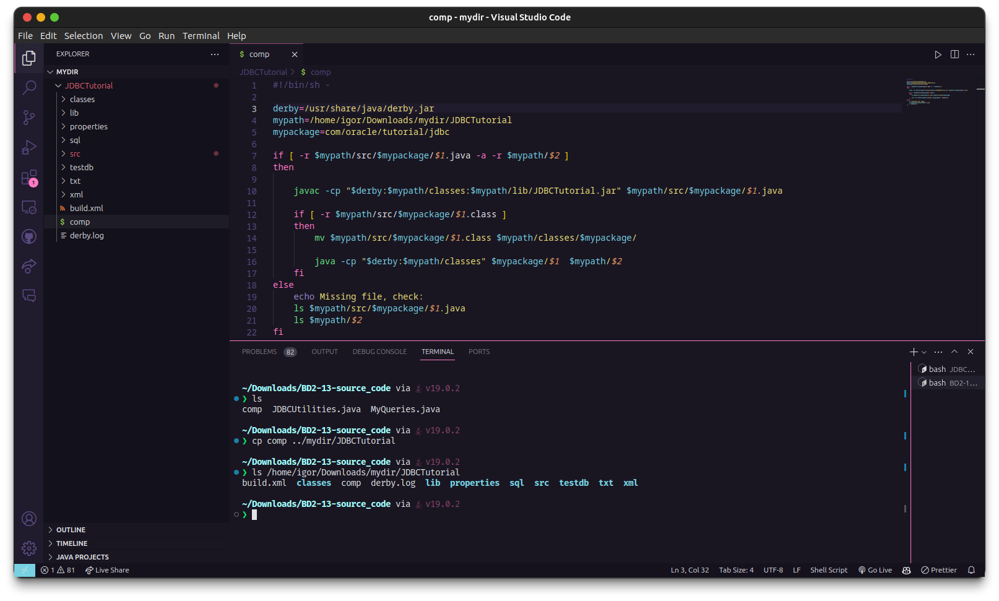 comp - mydir - Visual Studio Code
File Edit Selection View Go Run Terminal Help
EXPLORER
MYDIR
JDBCTutorial
classes
lib
properties
sql
src
testdb
txt
xml
build.xml
$ comp
derby.log
OUTLINE
TIMELINE
JAVA PROJECTS
1
$ comp
JDBCTutorial > $ comp
1 #!/bin/sh -
2
3 derby=/usr/share/java/derby.jar
4 mypath=/home/igor/Downloads/mydir/JDBCTutorial
5 mypackage=com/oracle/tutorial/jdbc
6
7 if [ -r $mypath/src/$mypackage/$1.java -a -r $mypath/$2 ]
8 then
9
10 javac -cp "$derby:$mypath/classes:$mypath/lib/JDBCTutorial.jar" $mypath/src/$mypackage/$1.java
11
12 if [ -r $mypath/src/$mypackage/$1.class ]
13 then
14 mv $mypath/src/$mypackage/$1.class $mypath/classes/$mypackage/
15
16 java -cp "$derby:$mypath/classes" $mypackage/$1  $mypath/$2
17 fi
18 else
19 echo Missing file, check:
20 ls $mypath/src/$mypackage/$1.java
21 ls $mypath/$2
22 fi
PROBLEMS 82 OUTPUT DEBUG CONSOLE TERMINAL PORTS
bash JDBC...
bash BD2-1...
~/Downloads/BD2-13-source_code via v19.0.2
❯ ls
comp  JDBCUtilities.java  MyQueries.java
~/Downloads/BD2-13-source_code via v19.0.2
❯ cp comp ../mydir/JDBCTutorial
~/Downloads/BD2-13-source_code via v19.0.2
❯ ls /home/igor/Downloads/mydir/JDBCTutorial
build.xml  classes  comp  derby.log  lib  properties  sql  src  testdb  txt  xml
~/Downloads/BD2-13-source_code via v19.0.2
❯
1 81 Live Share Ln 3, Col 32 Tab Size: 4 UTF-8 LF Shell Script Go Live Prettier